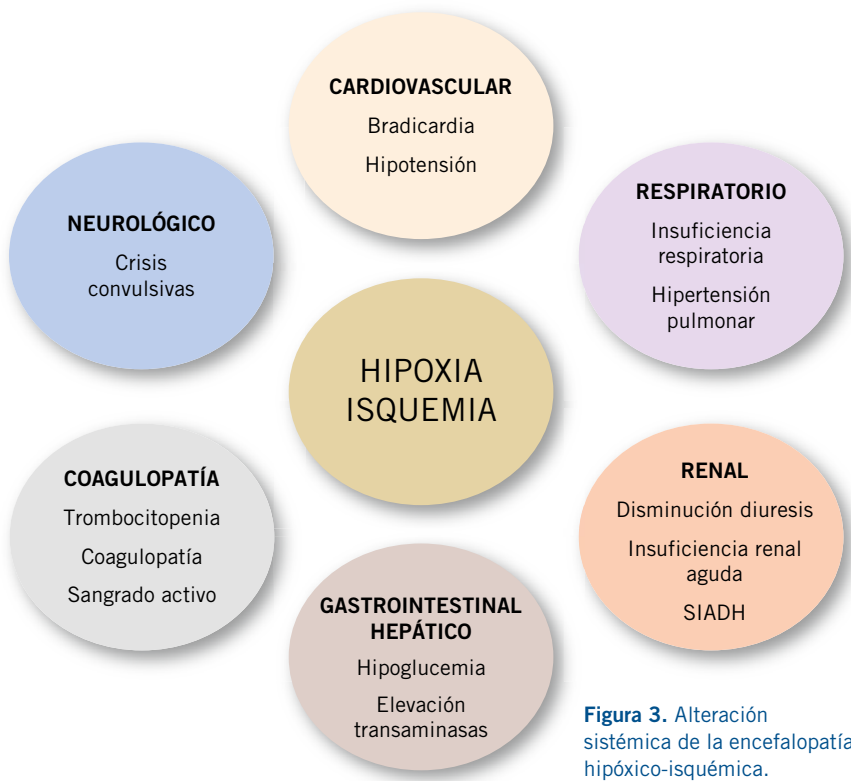 CARDIOVASCULAR
Bradicardia
Hipotensión
NEUROLÓGICO
Crisis
convulsivas
RESPIRATORIO
Insuficiencia
respiratoria
Hipertensión
pulmonar
HIPOXIA
ISQUEMIA
COAGULOPATÍA
Trombocitopenia
Coagulopatía
Sangrado activo
RENAL
Disminución diuresis
Insuficiencia renal
aguda
SIADH
GASTROINTESTINAL
HEPÁTICO
Hipoglucemia
Elevación
transaminasas
Figura 3. Alteración
sistémica de la encefalopatía
hipóxico-isquémica.